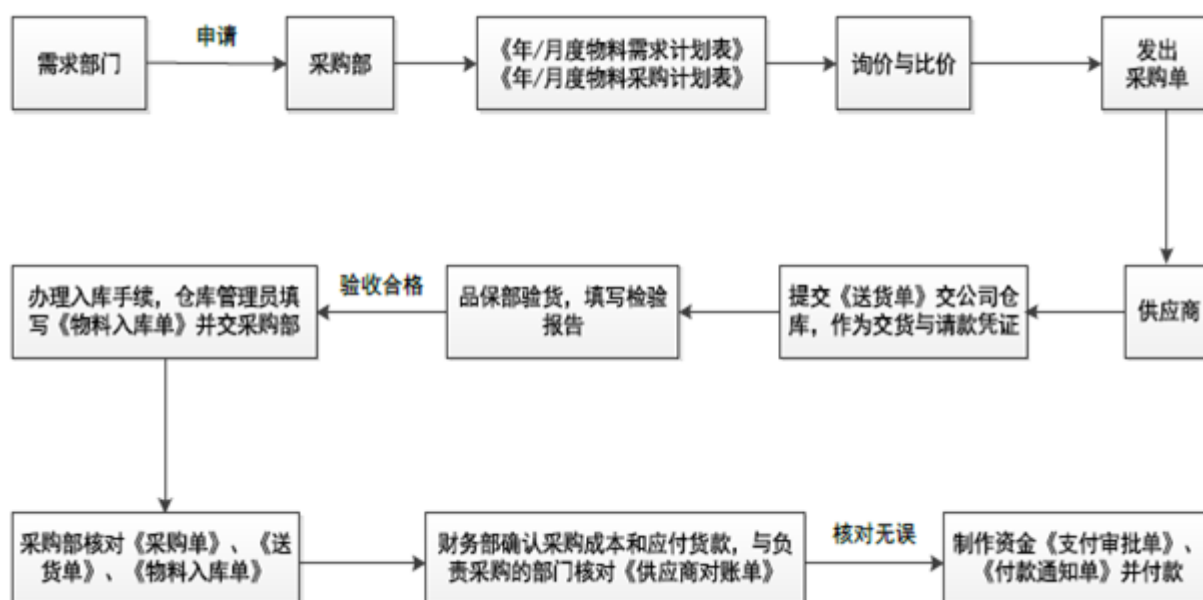 申请
需求部门
采购部
《年/月度物料需求计划表》
《年/月度物料采购计划表》
询价与比价
发出
采购单
供应商
提交《送货单》交公司仓
库，作为交货与请款凭证
品保部验货，填写检验
报告
验收合格
办理入库手续，仓库管理员填
写《物料入库单》并交采购部
采购部核对《采购单》、《送
货单》、《物料入库单》
财务部确认采购成本和应付货款，与负
责采购的部门核对《供应商对账单》
核对无误
制作资金《支付审批单》、
《付款通知单》并付款